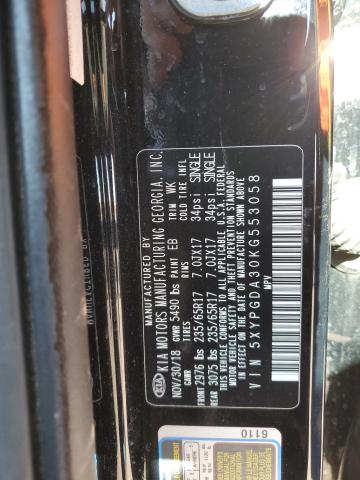 MANUFACTURED BY
KIA MOTORS MANUFACTURING GEORGIA, INC.
NOV/30/18 GVWR 5490 lbs PAINT EB TRIM WK
GAWR TIRES RIMS COLD TIRE INFL
FRONT 2976 lbs 235/65R17 7.0JX17 34psi SINGLE
REAR 3075 lbs 235/65R17 7.0JX17 34psi SINGLE
THIS VEHICLE CONFORMS TO ALL APPLICABLE U.S.A. FEDERAL
MOTOR VEHICLE SAFETY AND THEFT PREVENTION STANDARDS
IN EFFECT ON THE DATE OF MANUFACTURE SHOWN ABOVE.
VIN 5XYPGDA30KG553058
MPV
6110